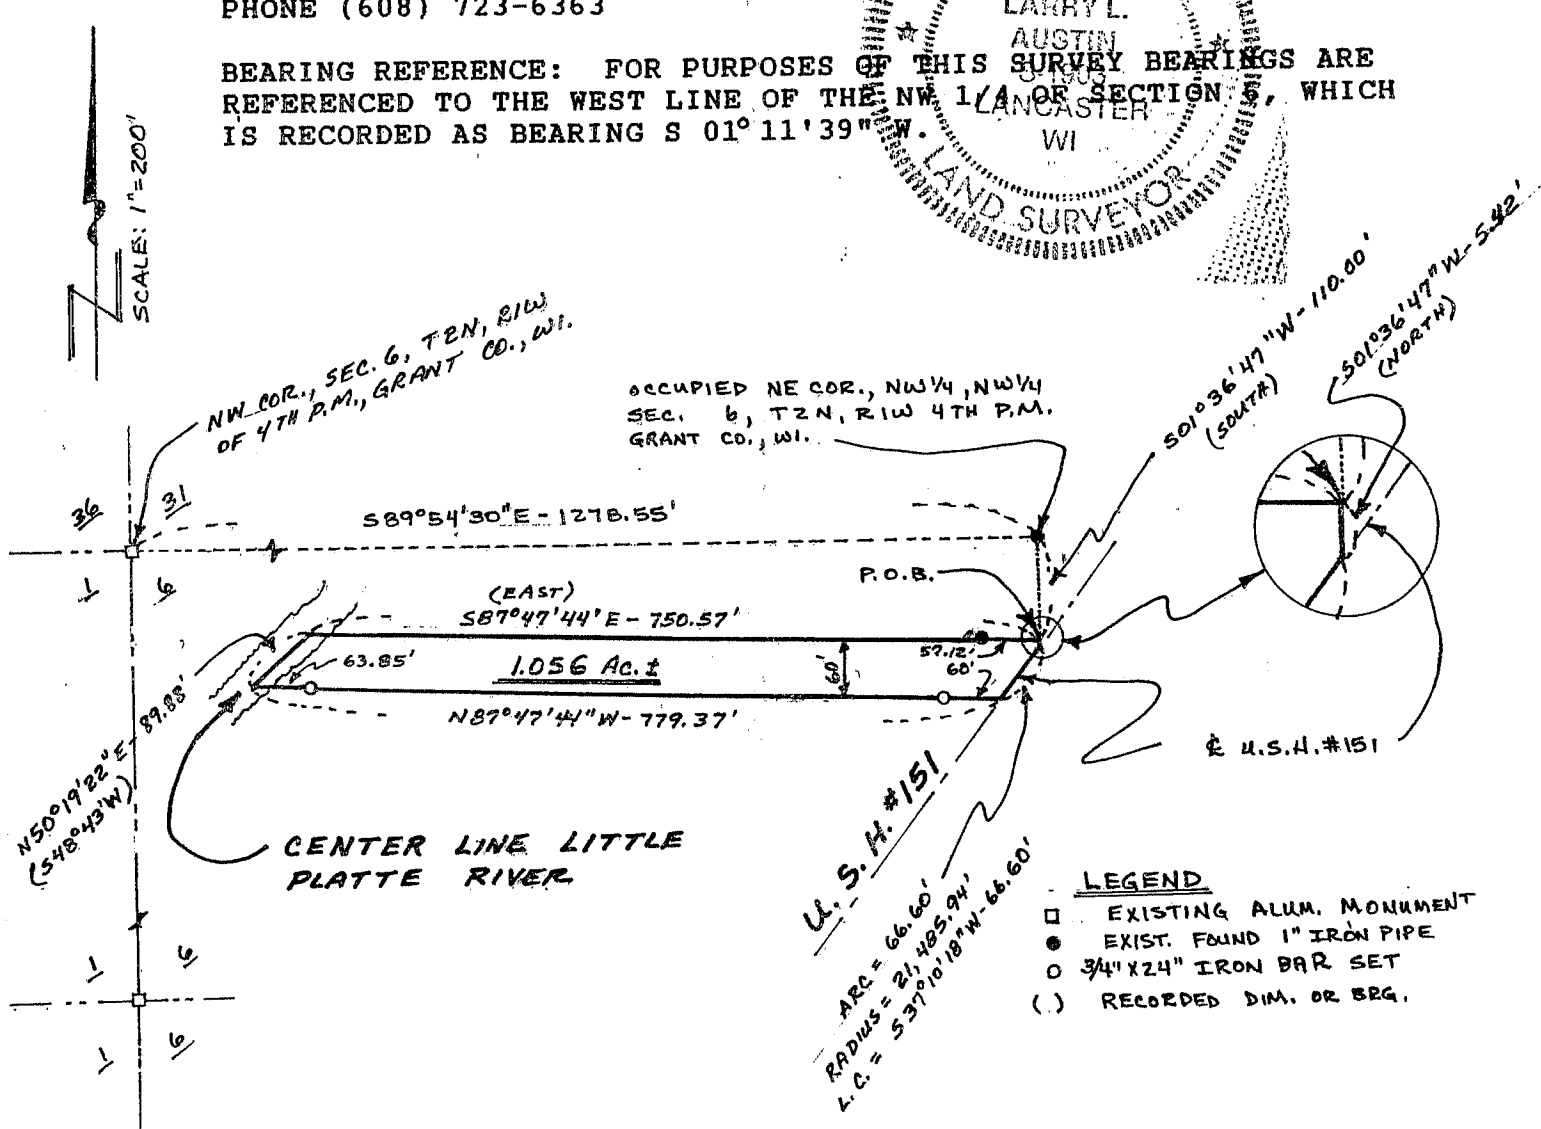 PHONE (608) 723-6363
LARRY L.
AUSTIN
S-1903
LANCASTER
WI
LAND SURVEYOR
BEARING REFERENCE: FOR PURPOSES OF THIS SURVEY BEARINGS ARE
REFERENCED TO THE WEST LINE OF THE NW 1/4 OF SECTION 6, WHICH
IS RECORDED AS BEARING S 01° 11'39" W.
SCALE: 1"=200'
NW COR., SEC. 6, T2N, R1W
OF 4TH P.M., GRANT CO., WI.
OCCUPIED NE COR., NW1/4, NW1/4
SEC. 6, T2N, R1W 4TH P.M.
GRANT CO., WI.
S01°36'47"W-110.00'
(SOUTH)
S01°36'47"W-5.42'
(NORTH)
36
31
1
6
S89°54'30"E-1278.55'
P.O.B.
(EAST)
S87°47'44'E-750.57'
63.85'
1.056 Ac.±
60'
57.12'
60'
N87°47'44"W-779.37'
N50°19'22"E-89.88'
(S48°43'W)
℄ U.S.H.#151
U.S.H.#151
CENTER LINE LITTLE
PLATTE RIVER
ARC = 66.60'
RADIUS = 21,485.94'
L.C. = S37°10'18"W-66.60'
LEGEND
□ EXISTING ALUM. MONUMENT
● EXIST. FOUND 1" IRON PIPE
○ 3/4"X24" IRON BAR SET
( ) RECORDED DIM. OR BRG.
1
6
1
6